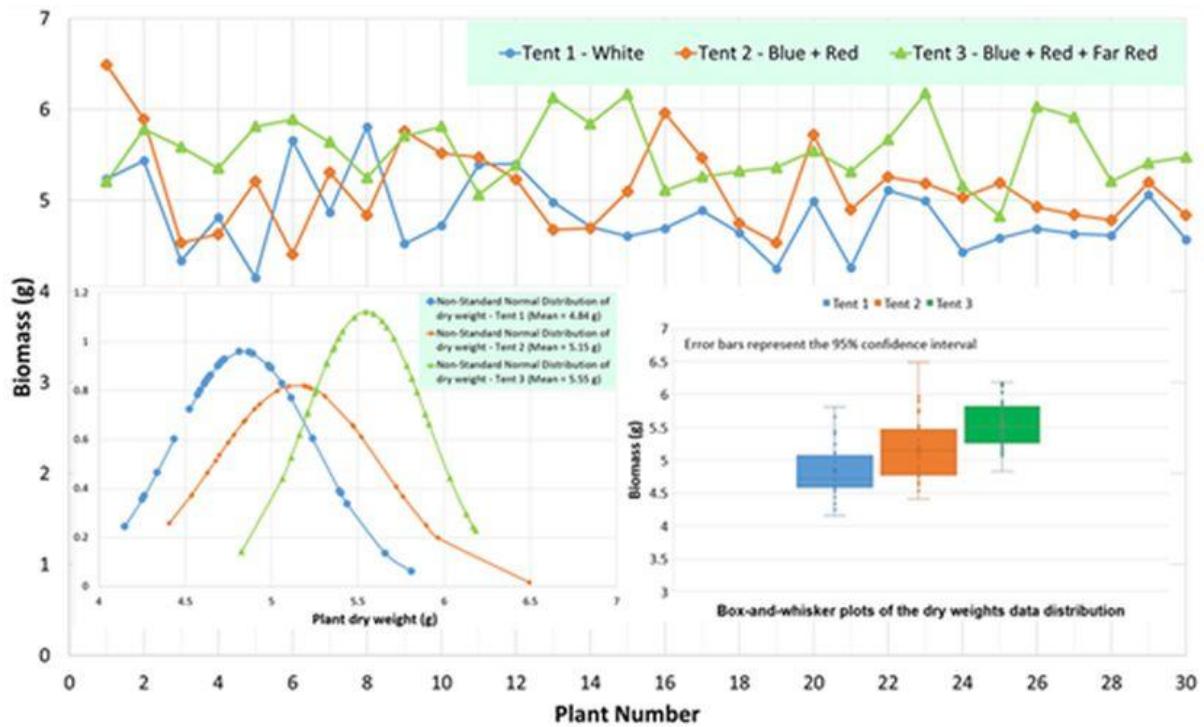 7
6
5
4
3
2
1
0
Biomass (g)
Tent 1 - White Tent 2 - Blue + Red Tent 3 - Blue + Red + Far Red
1.2
1
0.8
0.6
0.4
0.2
0
Non-Standard Normal Distribution of
dry weight - Tent 1 (Mean = 4.84 g)
Non-Standard Normal Distribution of
dry weight - Tent 2 (Mean = 5.15 g)
Non-Standard Normal Distribution of
dry weight - Tent 3 (Mean = 5.55 g)
4 4.5 5 5.5 6 6.5 7
Plant dry weight (g)
Tent 1 Tent 2 Tent 3
Error bars represent the 95% confidence interval
Biomass (g)
7
6.5
6
5.5
5
4.5
4
3.5
3
Box-and-whisker plots of the dry weights data distribution
0 2 4 6 8 10 12 14 16 18 20 22 24 26 28 30
Plant Number